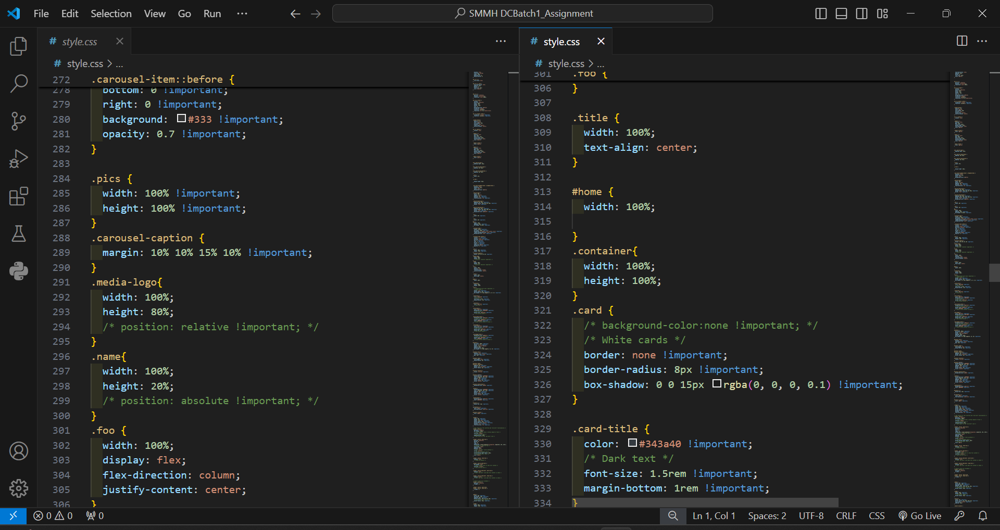 File Edit Selection View Go Run ··· SMMH DCBatch1_Assignment
# style.css
# style.css > ...
272 .carousel-item::before {
278 bottom: 0 !important;
279 right: 0 !important;
280 background: #333 !important;
281 opacity: 0.7 !important;
282 }
283
284 .pics {
285 width: 100% !important;
286 height: 100% !important;
287 }
288 .carousel-caption {
289 margin: 10% 10% 15% 10% !important;
290 }
291 .media-logo{
292 width: 100%;
293 height: 80%;
294 /* position: relative !important; */
295 }
296 .name{
297 width: 100%;
298 height: 20%;
299 /* position: absolute !important; */
300 }
301 .foo {
302 width: 100%;
303 display: flex;
304 flex-direction: column;
305 justify-content: center;
306 }
# style.css
# style.css > ...
301 .foo {
306 }
307
308 .title {
309 width: 100%;
310 text-align: center;
311 }
312
313 #home {
314 width: 100%;
315
316 }
317 .container{
318 width: 100%;
319 height: 100%;
320 }
321 .card {
322 /* background-color:none !important; */
323 /* White cards */
324 border: none !important;
325 border-radius: 8px !important;
326 box-shadow: 0 0 15px rgba(0, 0, 0, 0.1) !important;
327 }
328
329 .card-title {
330 color: #343a40 !important;
331 /* Dark text */
332 font-size: 1.5rem !important;
333 margin-bottom: 1rem !important;
334 }
0 0 0 Ln 1, Col 1 Spaces: 2 UTF-8 CRLF CSS Go Live